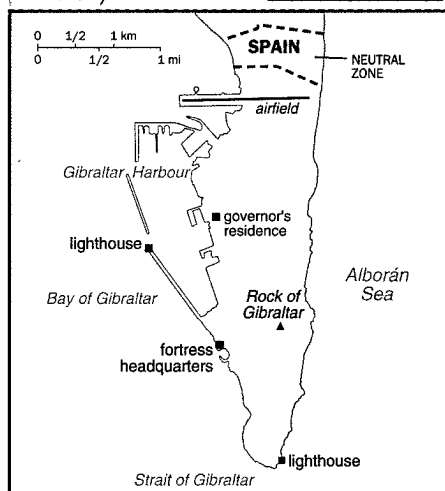 SPAIN
0 1/2 1 km
0 1/2 1 mi
NEUTRAL
ZONE
airfield
Gibraltar Harbour
governor's
residence
lighthouse
Alborán
Sea
Bay of Gibraltar
Rock of
Gibraltar
fortress
headquarters
lighthouse
Strait of Gibraltar